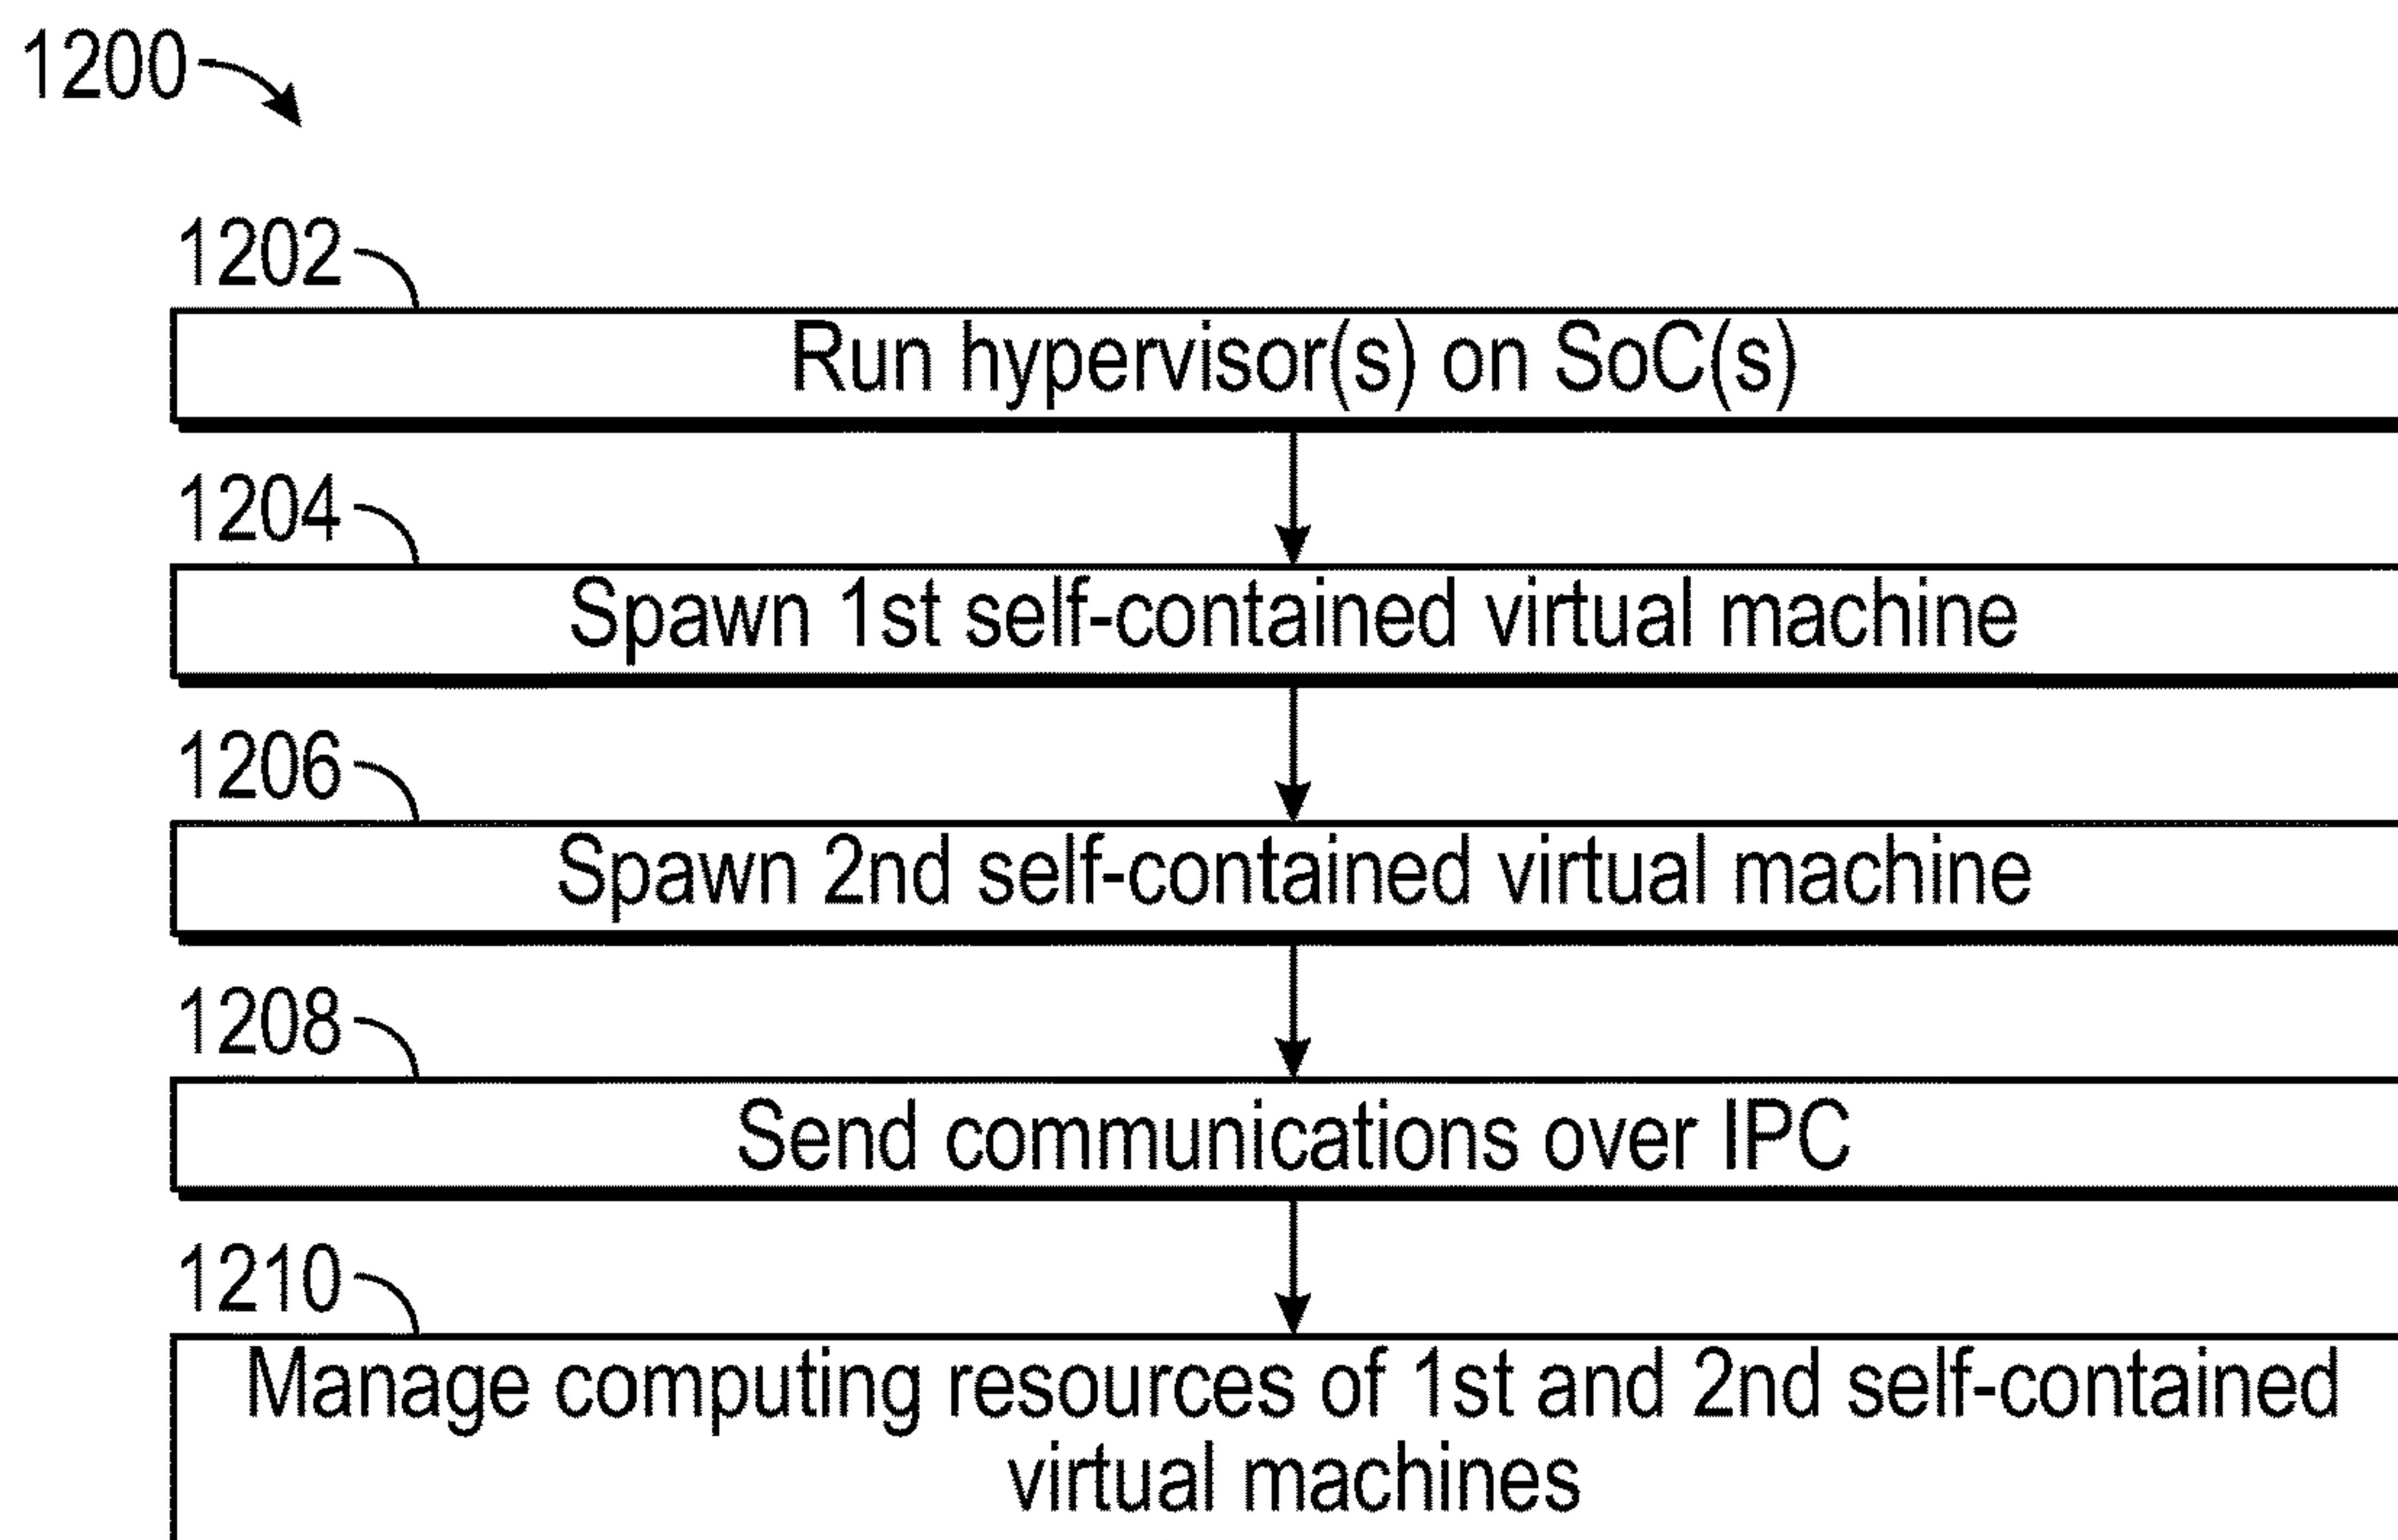 1200
1202
Run hypervisor(s) on SoC(s)
1204
Spawn 1st self-contained virtual machine
1206
Spawn 2nd self-contained virtual machine
1208
Send communications over IPC
1210
Manage computing resources of 1st and 2nd self-contained
virtual machines